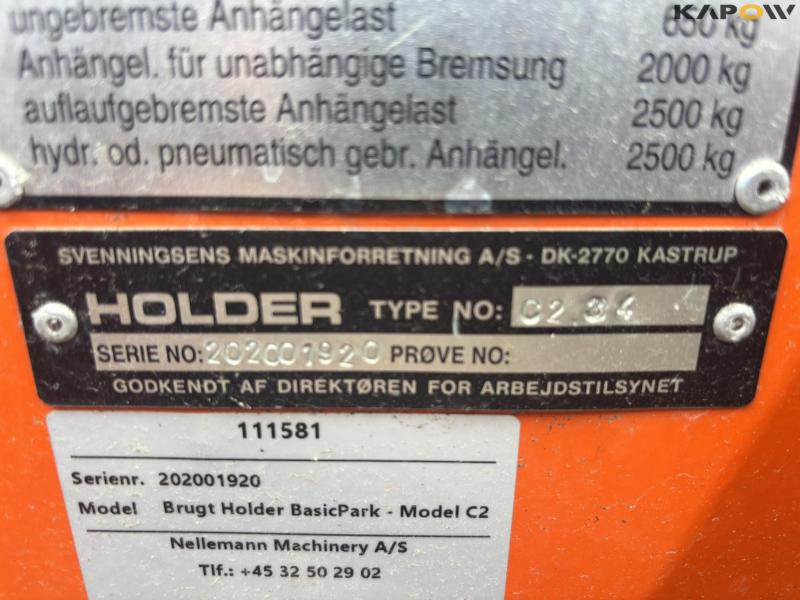 KAPOW
ungebremste Anhängelast 650 kg
Anhängel. für unabhängige Bremsung 2000 kg
auflaufgebremste Anhängelast 2500 kg
hydr. od. pneumatisch gebr. Anhängel. 2500 kg
SVENNINGSENS MASKINFORRETNING A/S - DK-2770 KASTRUP
HOLDER TYPE NO: C2.34
SERIE NO: 202001920 PRØVE NO:
GODKENDT AF DIREKTØREN FOR ARBEJDSTILSYNET
111581
Serienr. 202001920
Model Brugt Holder BasicPark - Model C2
Nellemann Machinery A/S
Tlf.: +45 32 50 29 02